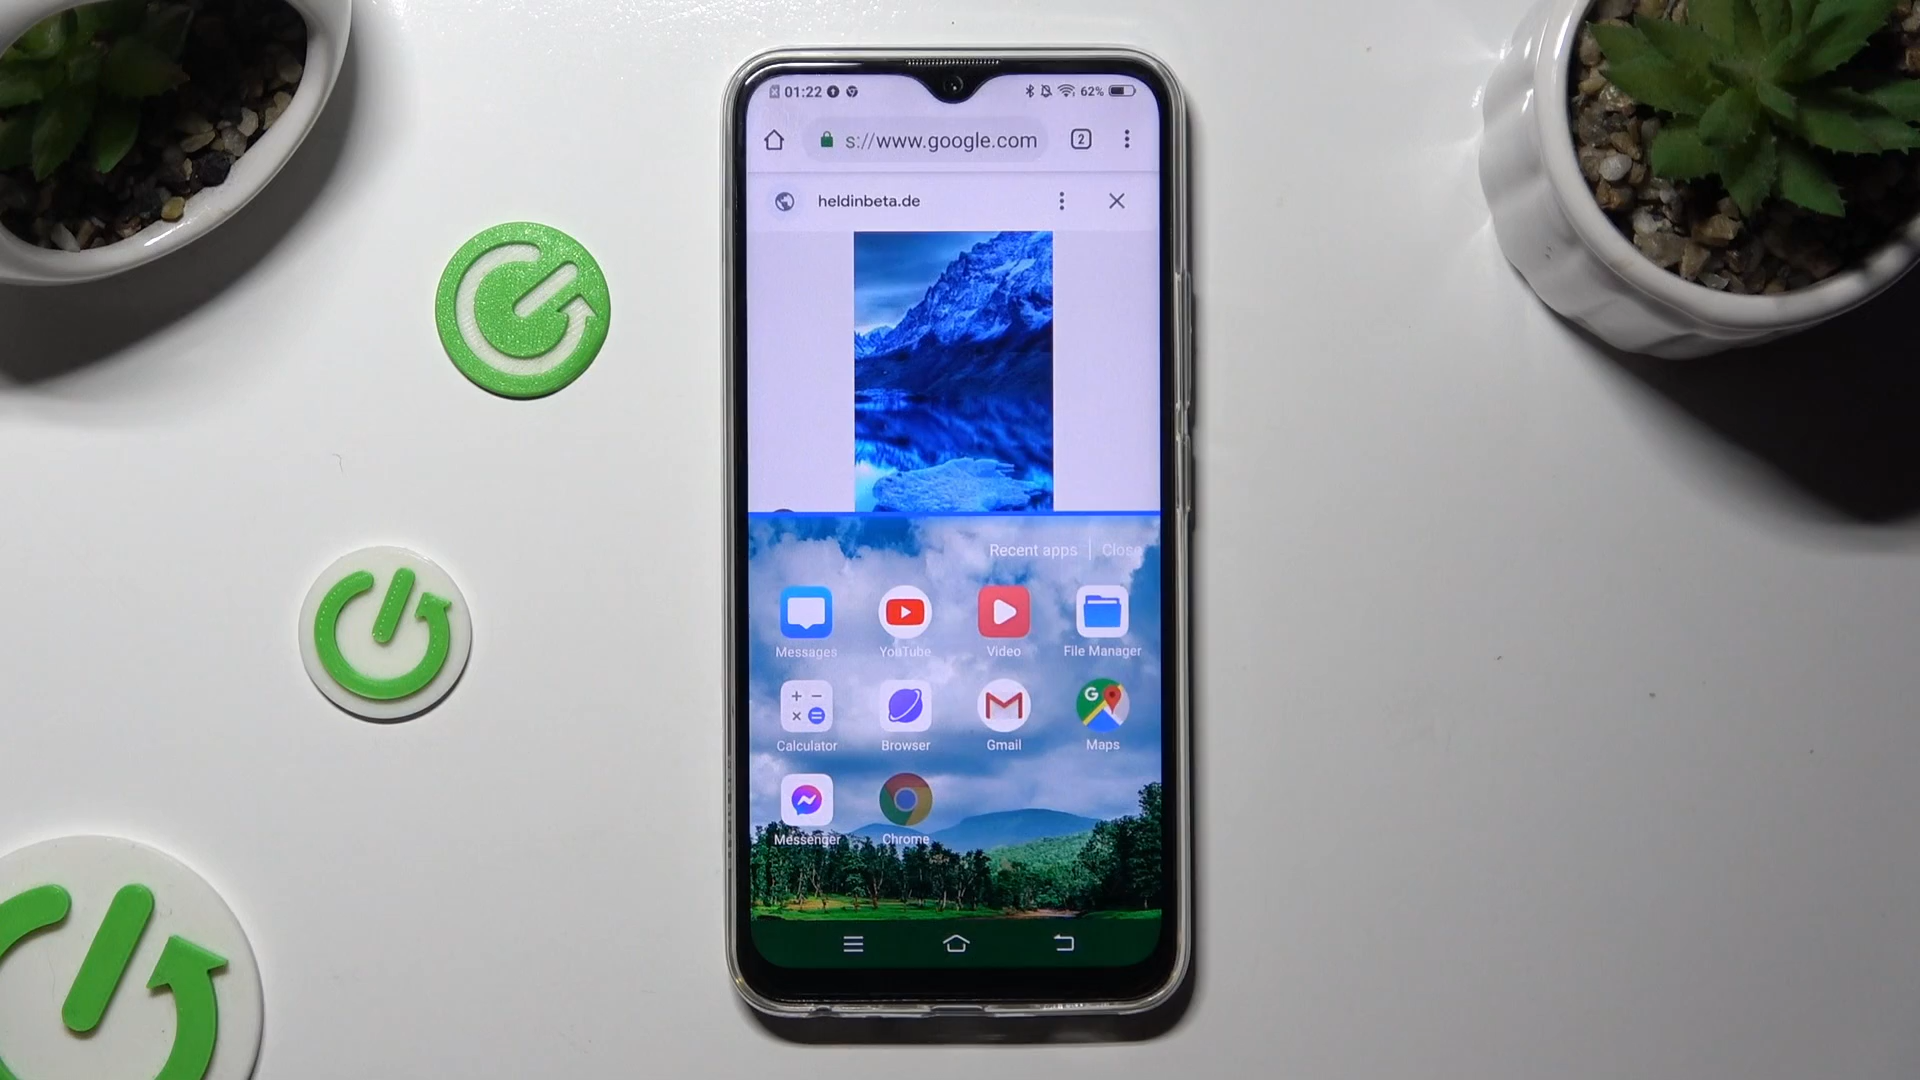 01:22 62%
s://www.google.com 2
heldinbeta.de
Recent apps | Close
Messages YouTube Video File Manager
Calculator Browser Gmail Maps
Messenger Chrome